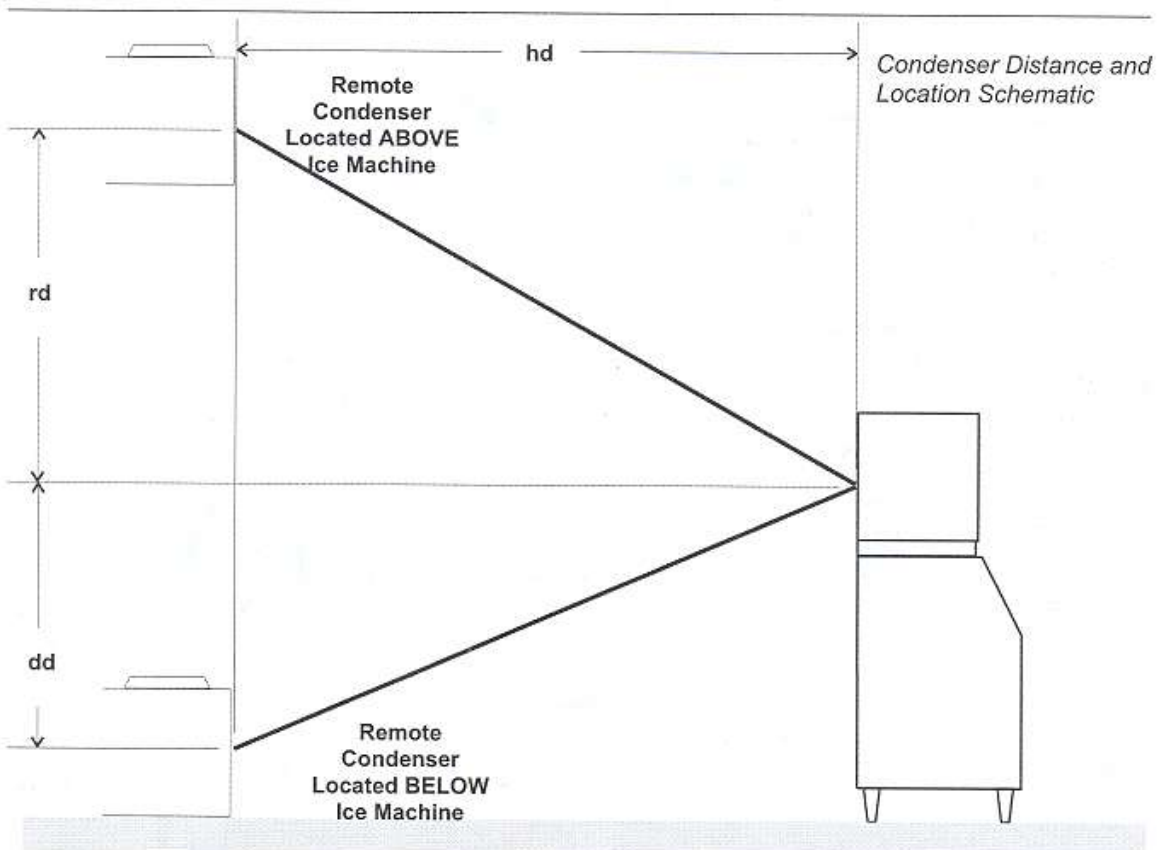 hd
Condenser Distance and
Location Schematic
Remote
Condenser
Located ABOVE
Ice Machine
rd
dd
Remote
Condenser
Located BELOW
Ice Machine